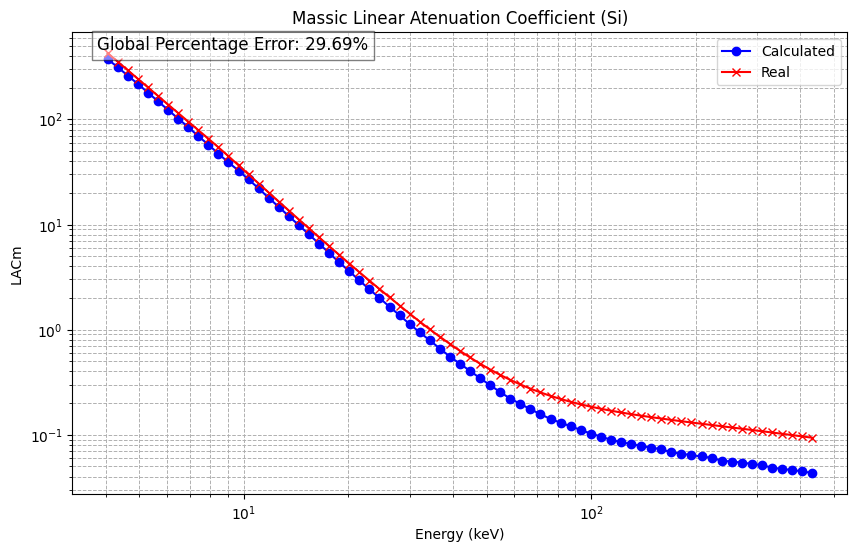 Massic Linear Atenuation Coefficient (Si)
Global Percentage Error: 29.69%
Calculated
Real
LACm
10²
10¹
10⁰
10⁻¹
10¹
10²
Energy (keV)